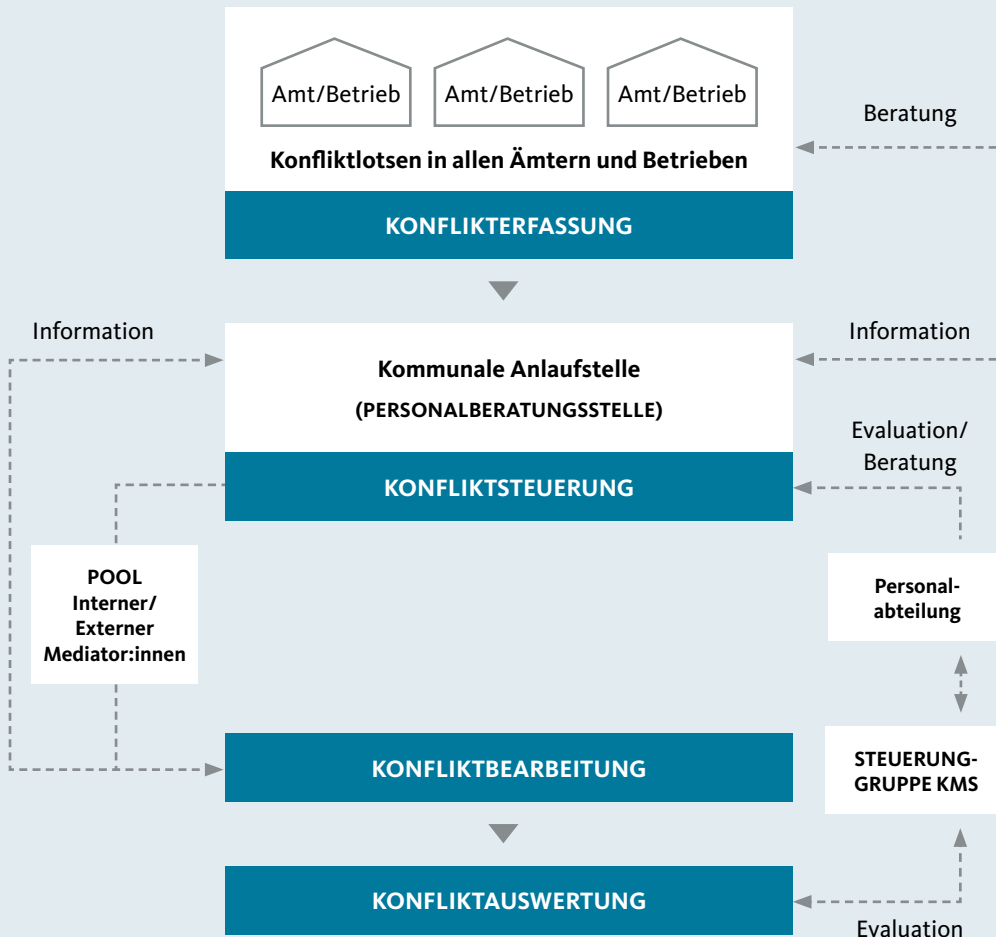 Amt/Betrieb Amt/Betrieb Amt/Betrieb
Konfliktlotsen in allen Ämtern und Betrieben
KONFLIKTERFASSUNG
Beratung
Information
Kommunale Anlaufstelle
(PERSONALBERATUNGSSTELLE)
KONFLIKTSTEUERUNG
Information
Evaluation/
Beratung
POOL
Interner/
Externer
Mediator:innen
Personal-
abteilung
KONFLIKTBEARBEITUNG
STEUERUNG-
GRUPPE KMS
KONFLIKTAUSWERTUNG
Evaluation